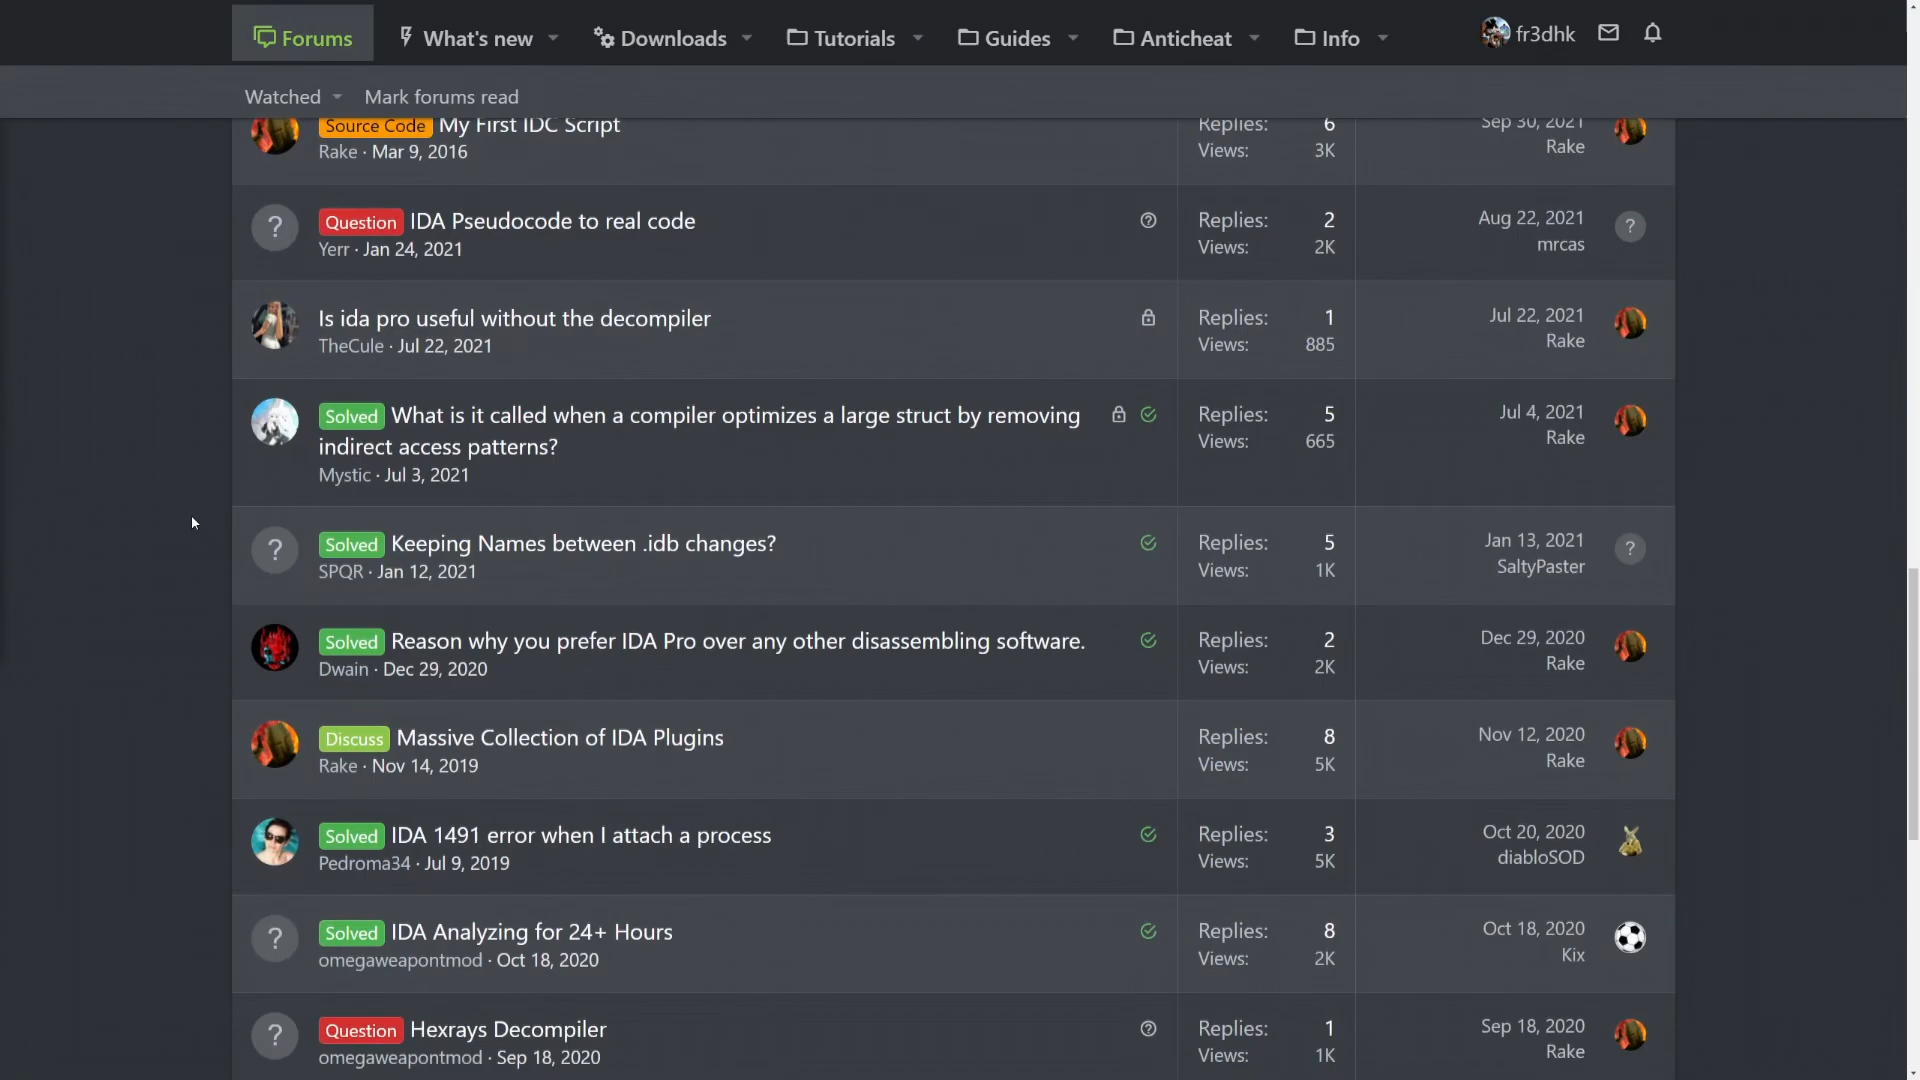 Forums What's new Downloads Tutorials Guides Anticheat Info fr3dhk
Watched Mark forums read
Source Code My First IDC Script Replies: 6 Sep 30, 2021
Rake · Mar 9, 2016 Views: 3K Rake
Question IDA Pseudocode to real code Replies: 2 Aug 22, 2021
Yerr · Jan 24, 2021 Views: 2K mrcas
Is ida pro useful without the decompiler Replies: 1 Jul 22, 2021
TheCule · Jul 22, 2021 Views: 885 Rake
Solved What is it called when a compiler optimizes a large struct by removing Replies: 5 Jul 4, 2021
indirect access patterns? Views: 665 Rake
Mystic · Jul 3, 2021
Solved Keeping Names between .idb changes? Replies: 5 Jan 13, 2021
SPQR · Jan 12, 2021 Views: 1K SaltyPaster
Solved Reason why you prefer IDA Pro over any other disassembling software. Replies: 2 Dec 29, 2020
Dwain · Dec 29, 2020 Views: 2K Rake
Discuss Massive Collection of IDA Plugins Replies: 8 Nov 12, 2020
Rake · Nov 14, 2019 Views: 5K Rake
Solved IDA 1491 error when I attach a process Replies: 3 Oct 20, 2020
Pedroma34 · Jul 9, 2019 Views: 5K diabloSOD
Solved IDA Analyzing for 24+ Hours Replies: 8 Oct 18, 2020
omegaweapontmod · Oct 18, 2020 Views: 2K Kix
Question Hexrays Decompiler Replies: 1 Sep 18, 2020
omegaweapontmod · Sep 18, 2020 Views: 1K Rake